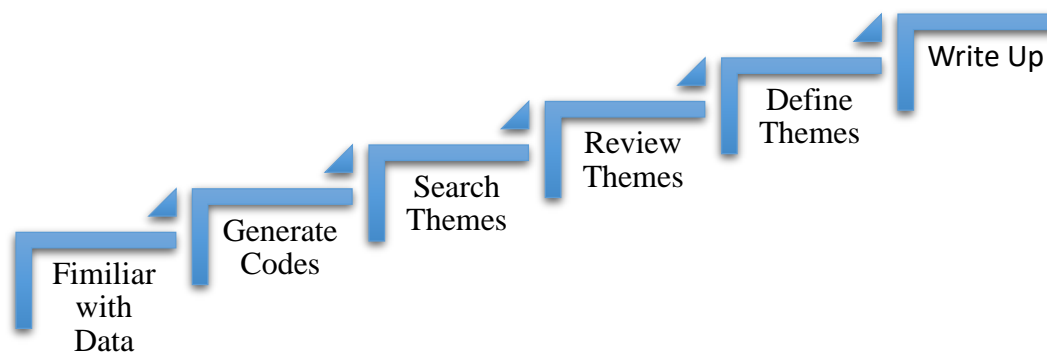 Fimiliar
with
Data
Generate
Codes
Search
Themes
Review
Themes
Define
Themes
Write Up